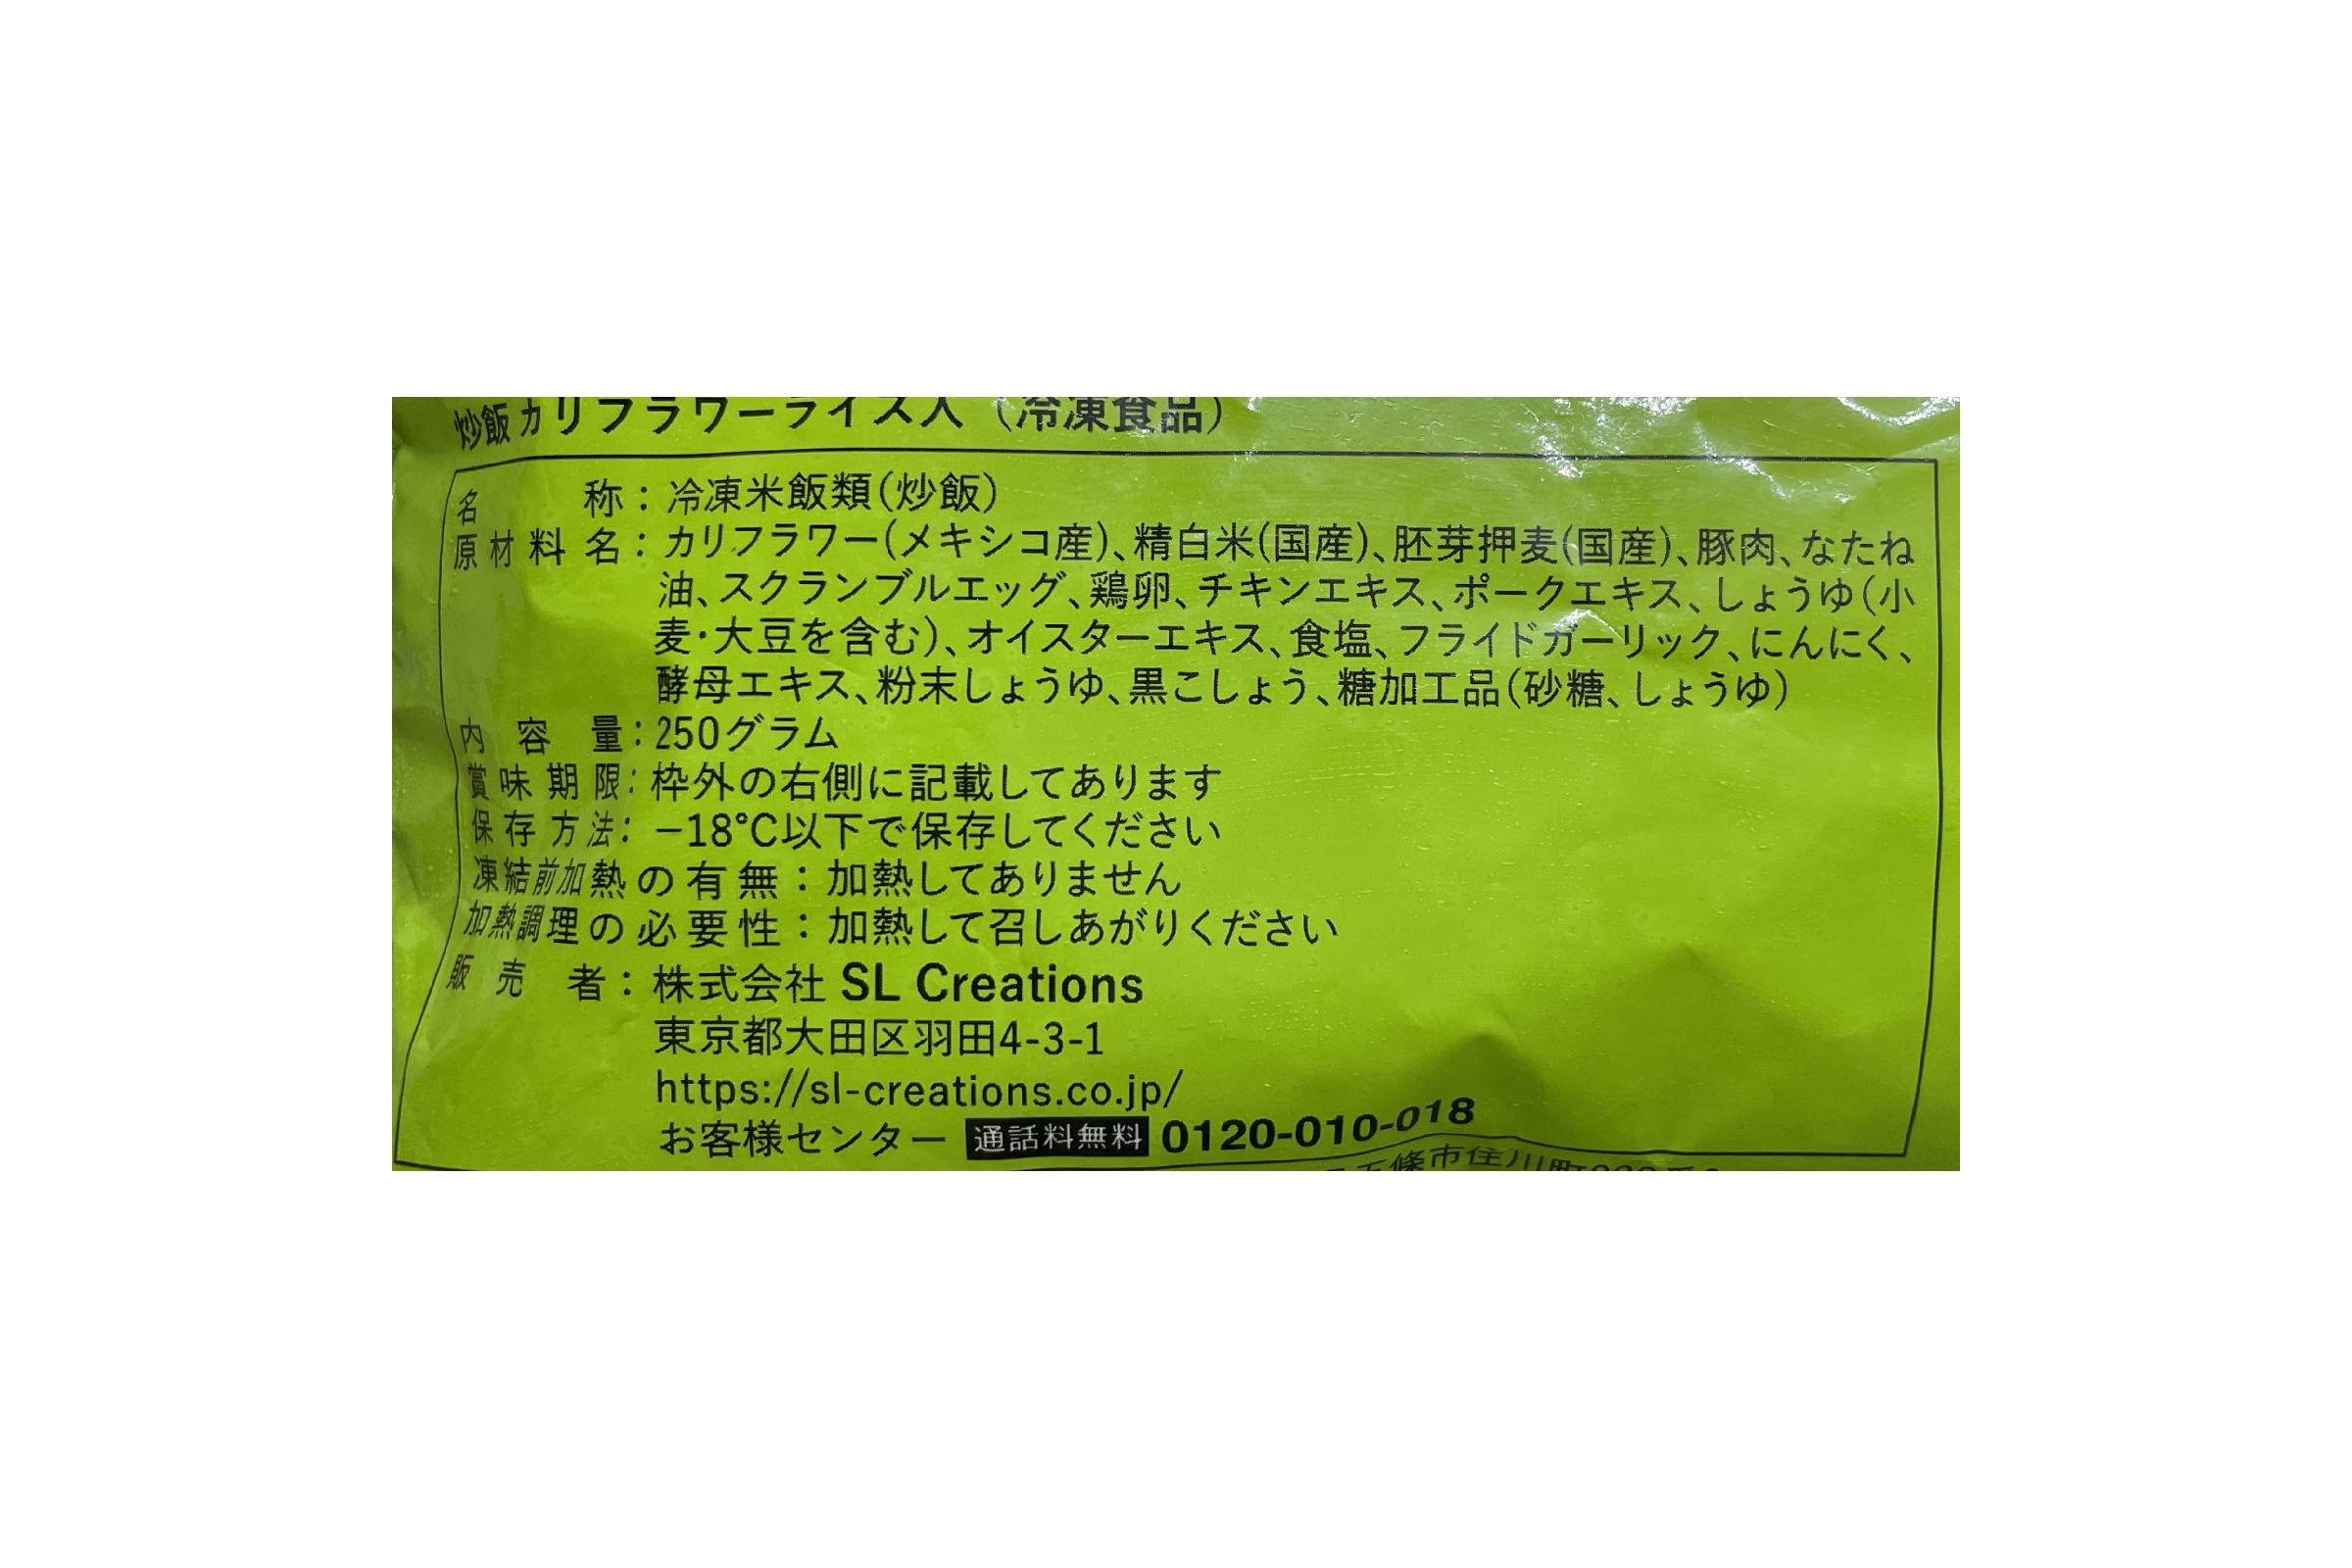 炒飯カリフラワーライス入（冷凍食品）
名称：冷凍米飯類(炒飯)
原材料名：カリフラワー(メキシコ産)、精白米(国産)、胚芽押麦(国産)、豚肉、なたね
油、スクランブルエッグ、鶏卵、チキンエキス、ポークエキス、しょうゆ(小
麦・大豆を含む)、オイスターエキス、食塩、フライドガーリック、にんにく、
酵母エキス、粉末しょうゆ、黒こしょう、糖加工品(砂糖、しょうゆ)
内容量：250グラム
賞味期限：枠外の右側に記載してあります
保存方法：−18℃以下で保存してください
凍結前加熱の有無：加熱してありません
加熱調理の必要性：加熱して召しあがりください
販売者：株式会社 SL Creations
東京都大田区羽田4-3-1
https://sl-creations.co.jp/
お客様センター 通話料無料 0120-010-018
條市住川町